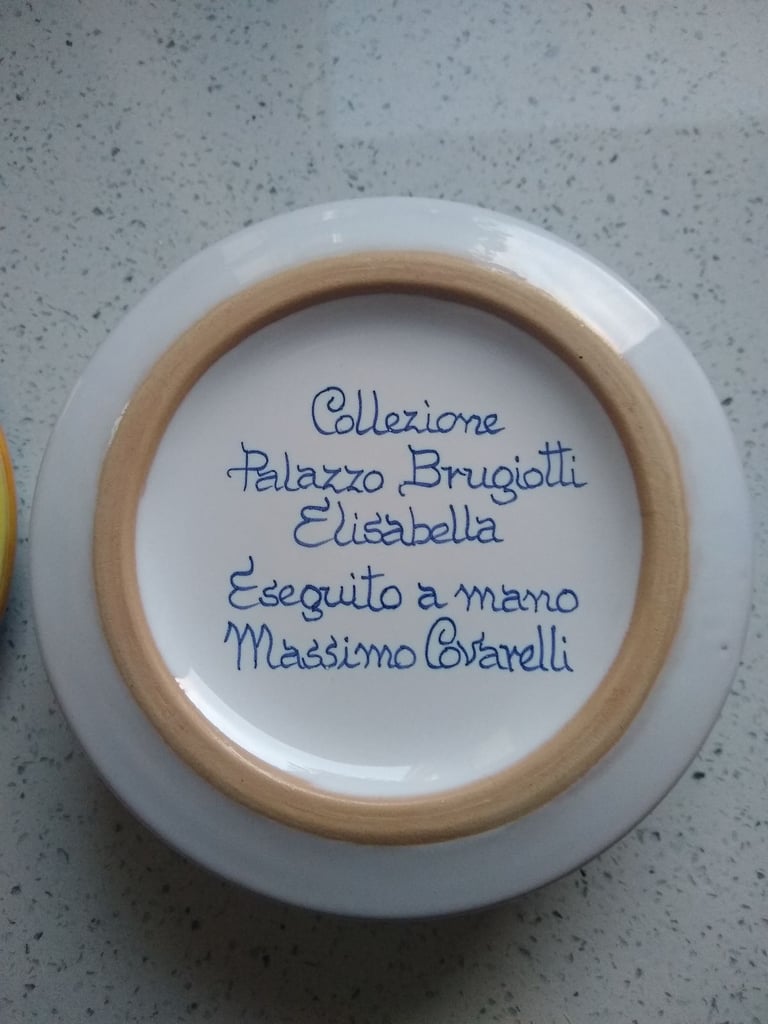 Collezione
Palazzo Brugiotti
Elisabella
Eseguito a mano
Massimo Covarelli